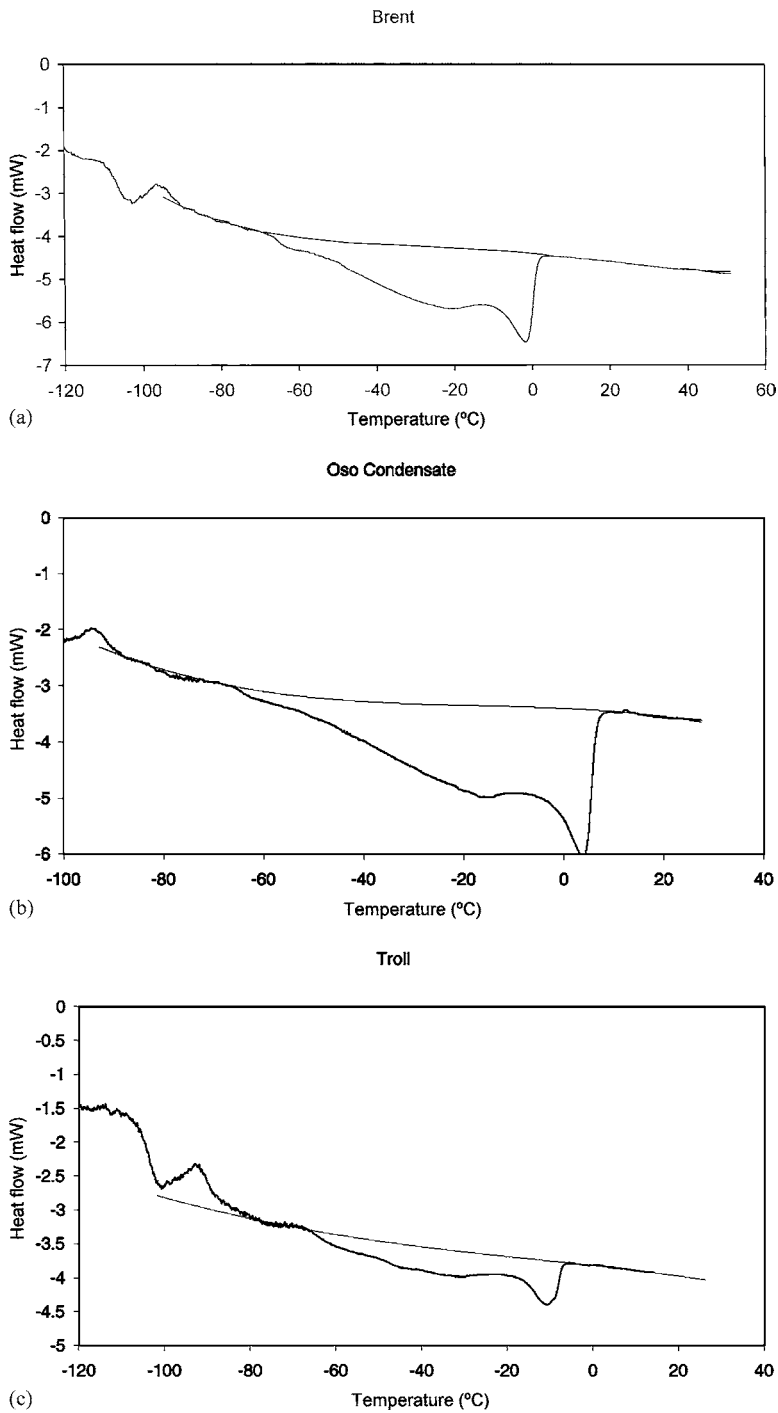 Brent
0
-1
-2
-3
-4
-5
-6
-7
Heat flow (mW)
-120 -100 -80 -60 -40 -20 0 20 40 60
Temperature (ºC)
(a)
Oso Condensate
0
-1
-2
-3
-4
-5
-6
Heat flow (mW)
-100 -80 -60 -40 -20 0 20 40
Temperature (ºC)
(b)
Troll
0
-0.5
-1
-1.5
-2
-2.5
-3
-3.5
-4
-4.5
-5
Heat flow (mW)
-120 -100 -80 -60 -40 -20 0 20 40
Temperature (ºC)
(c)